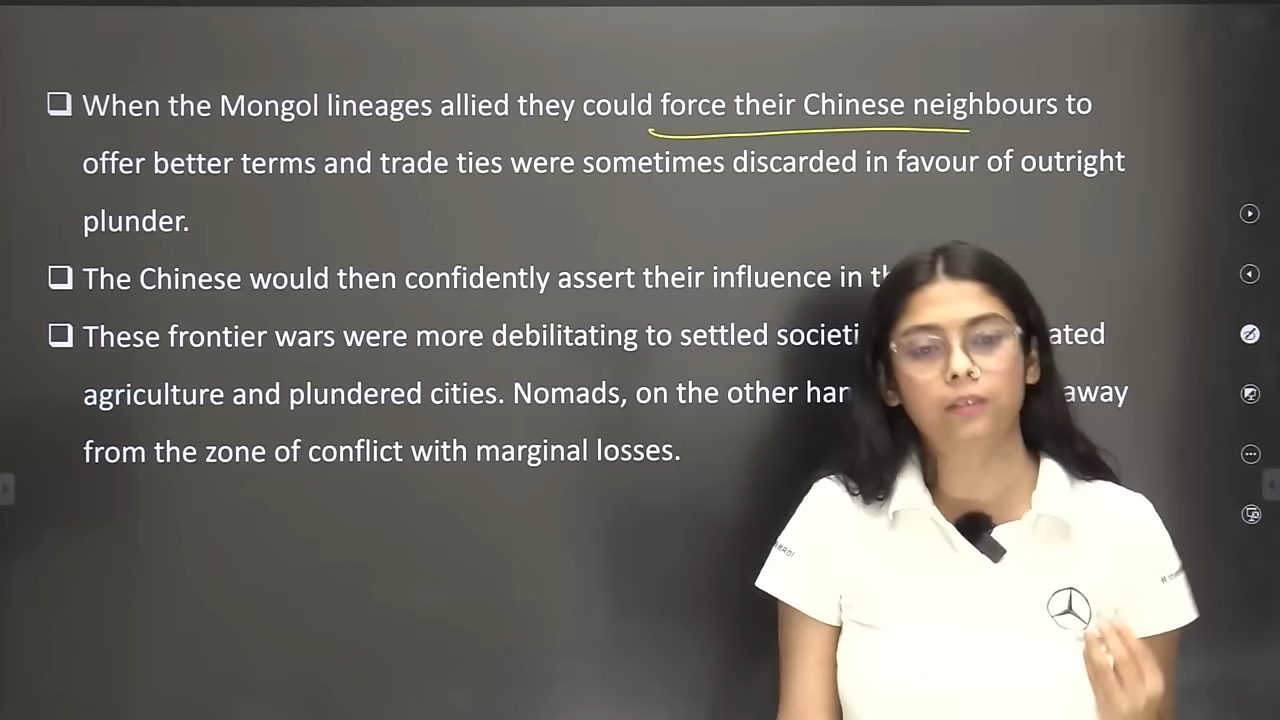 When the Mongol lineages allied they could force their Chinese neighbours to
offer better terms and trade ties were sometimes discarded in favour of outright
plunder.
The Chinese would then confidently assert their influence in
These frontier wars were more debilitating to settled
agriculture and plundered cities. Nomads, on the other away
from the zone of conflict with marginal losses.